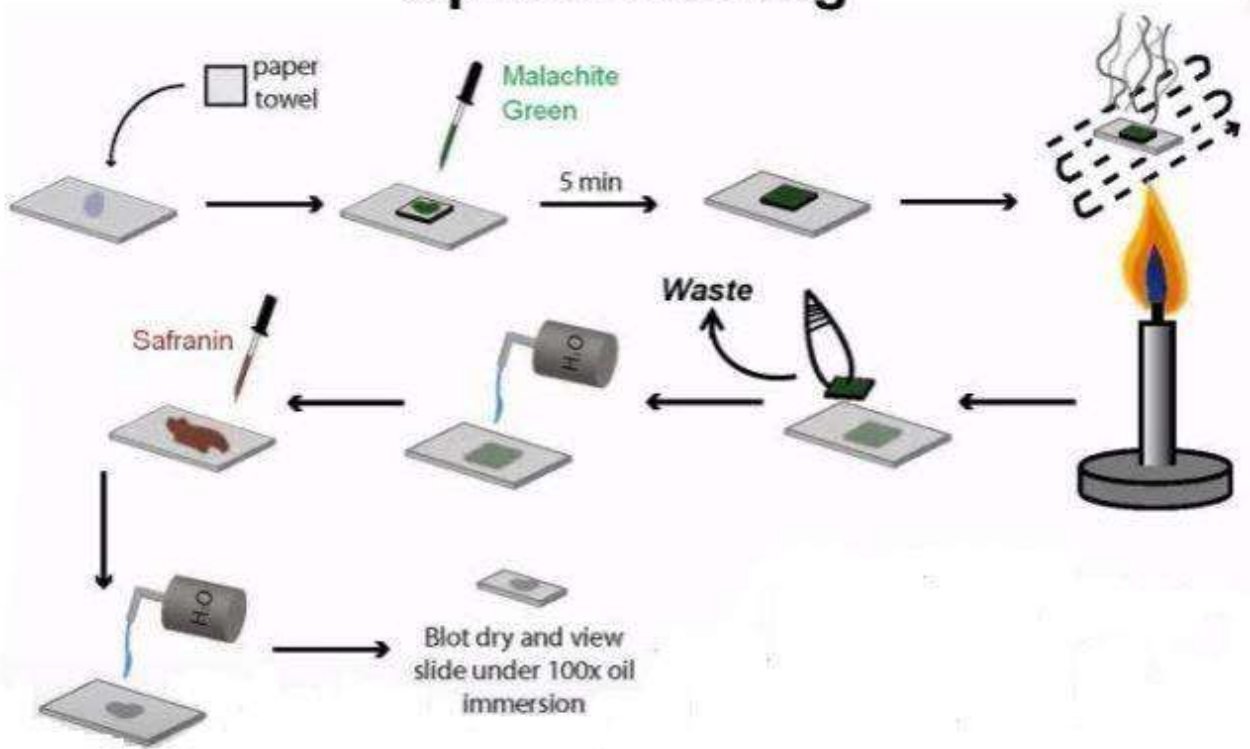 paper
towel
Malachite
Green
5 min
Waste
H₂O
Safranin
H₂O
Blot dry and view
slide under 100x oil
immersion